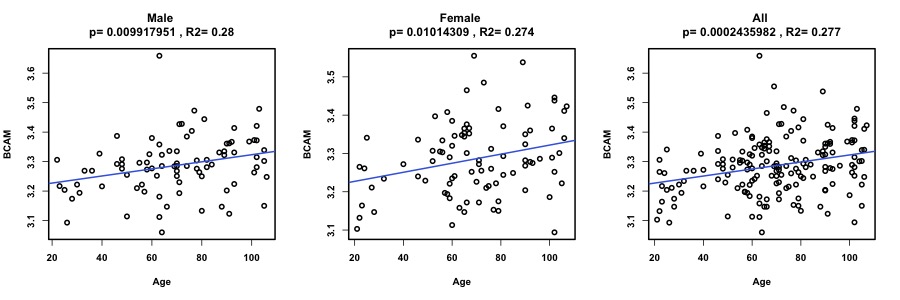 Male
p= 0.009917951 , R2= 0.28
BCAM
3.1 3.2 3.3 3.4 3.5 3.6
20 40 60 80 100
Age
Female
p= 0.01014309 , R2= 0.274
BCAM
3.1 3.2 3.3 3.4 3.5
20 40 60 80 100
Age
All
p= 0.0002435982 , R2= 0.277
BCAM
3.1 3.2 3.3 3.4 3.5 3.6
20 40 60 80 100
Age